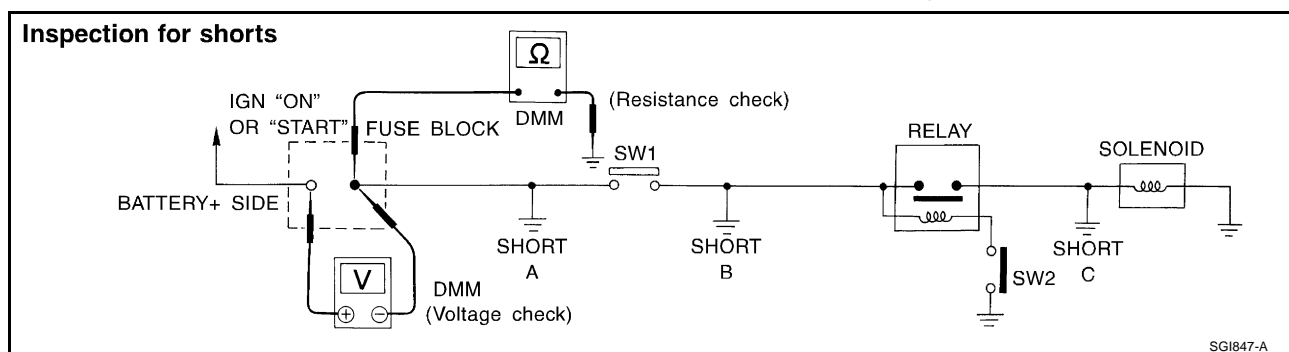 Inspection for shorts
Ω
(Resistance check)
DMM
IGN “ON”
OR “START”
FUSE BLOCK
BATTERY+ SIDE
SW1
RELAY
SOLENOID
SHORT
A
SHORT
B
SHORT
C
SW2
V
+
−
DMM
(Voltage check)
SGI847-A